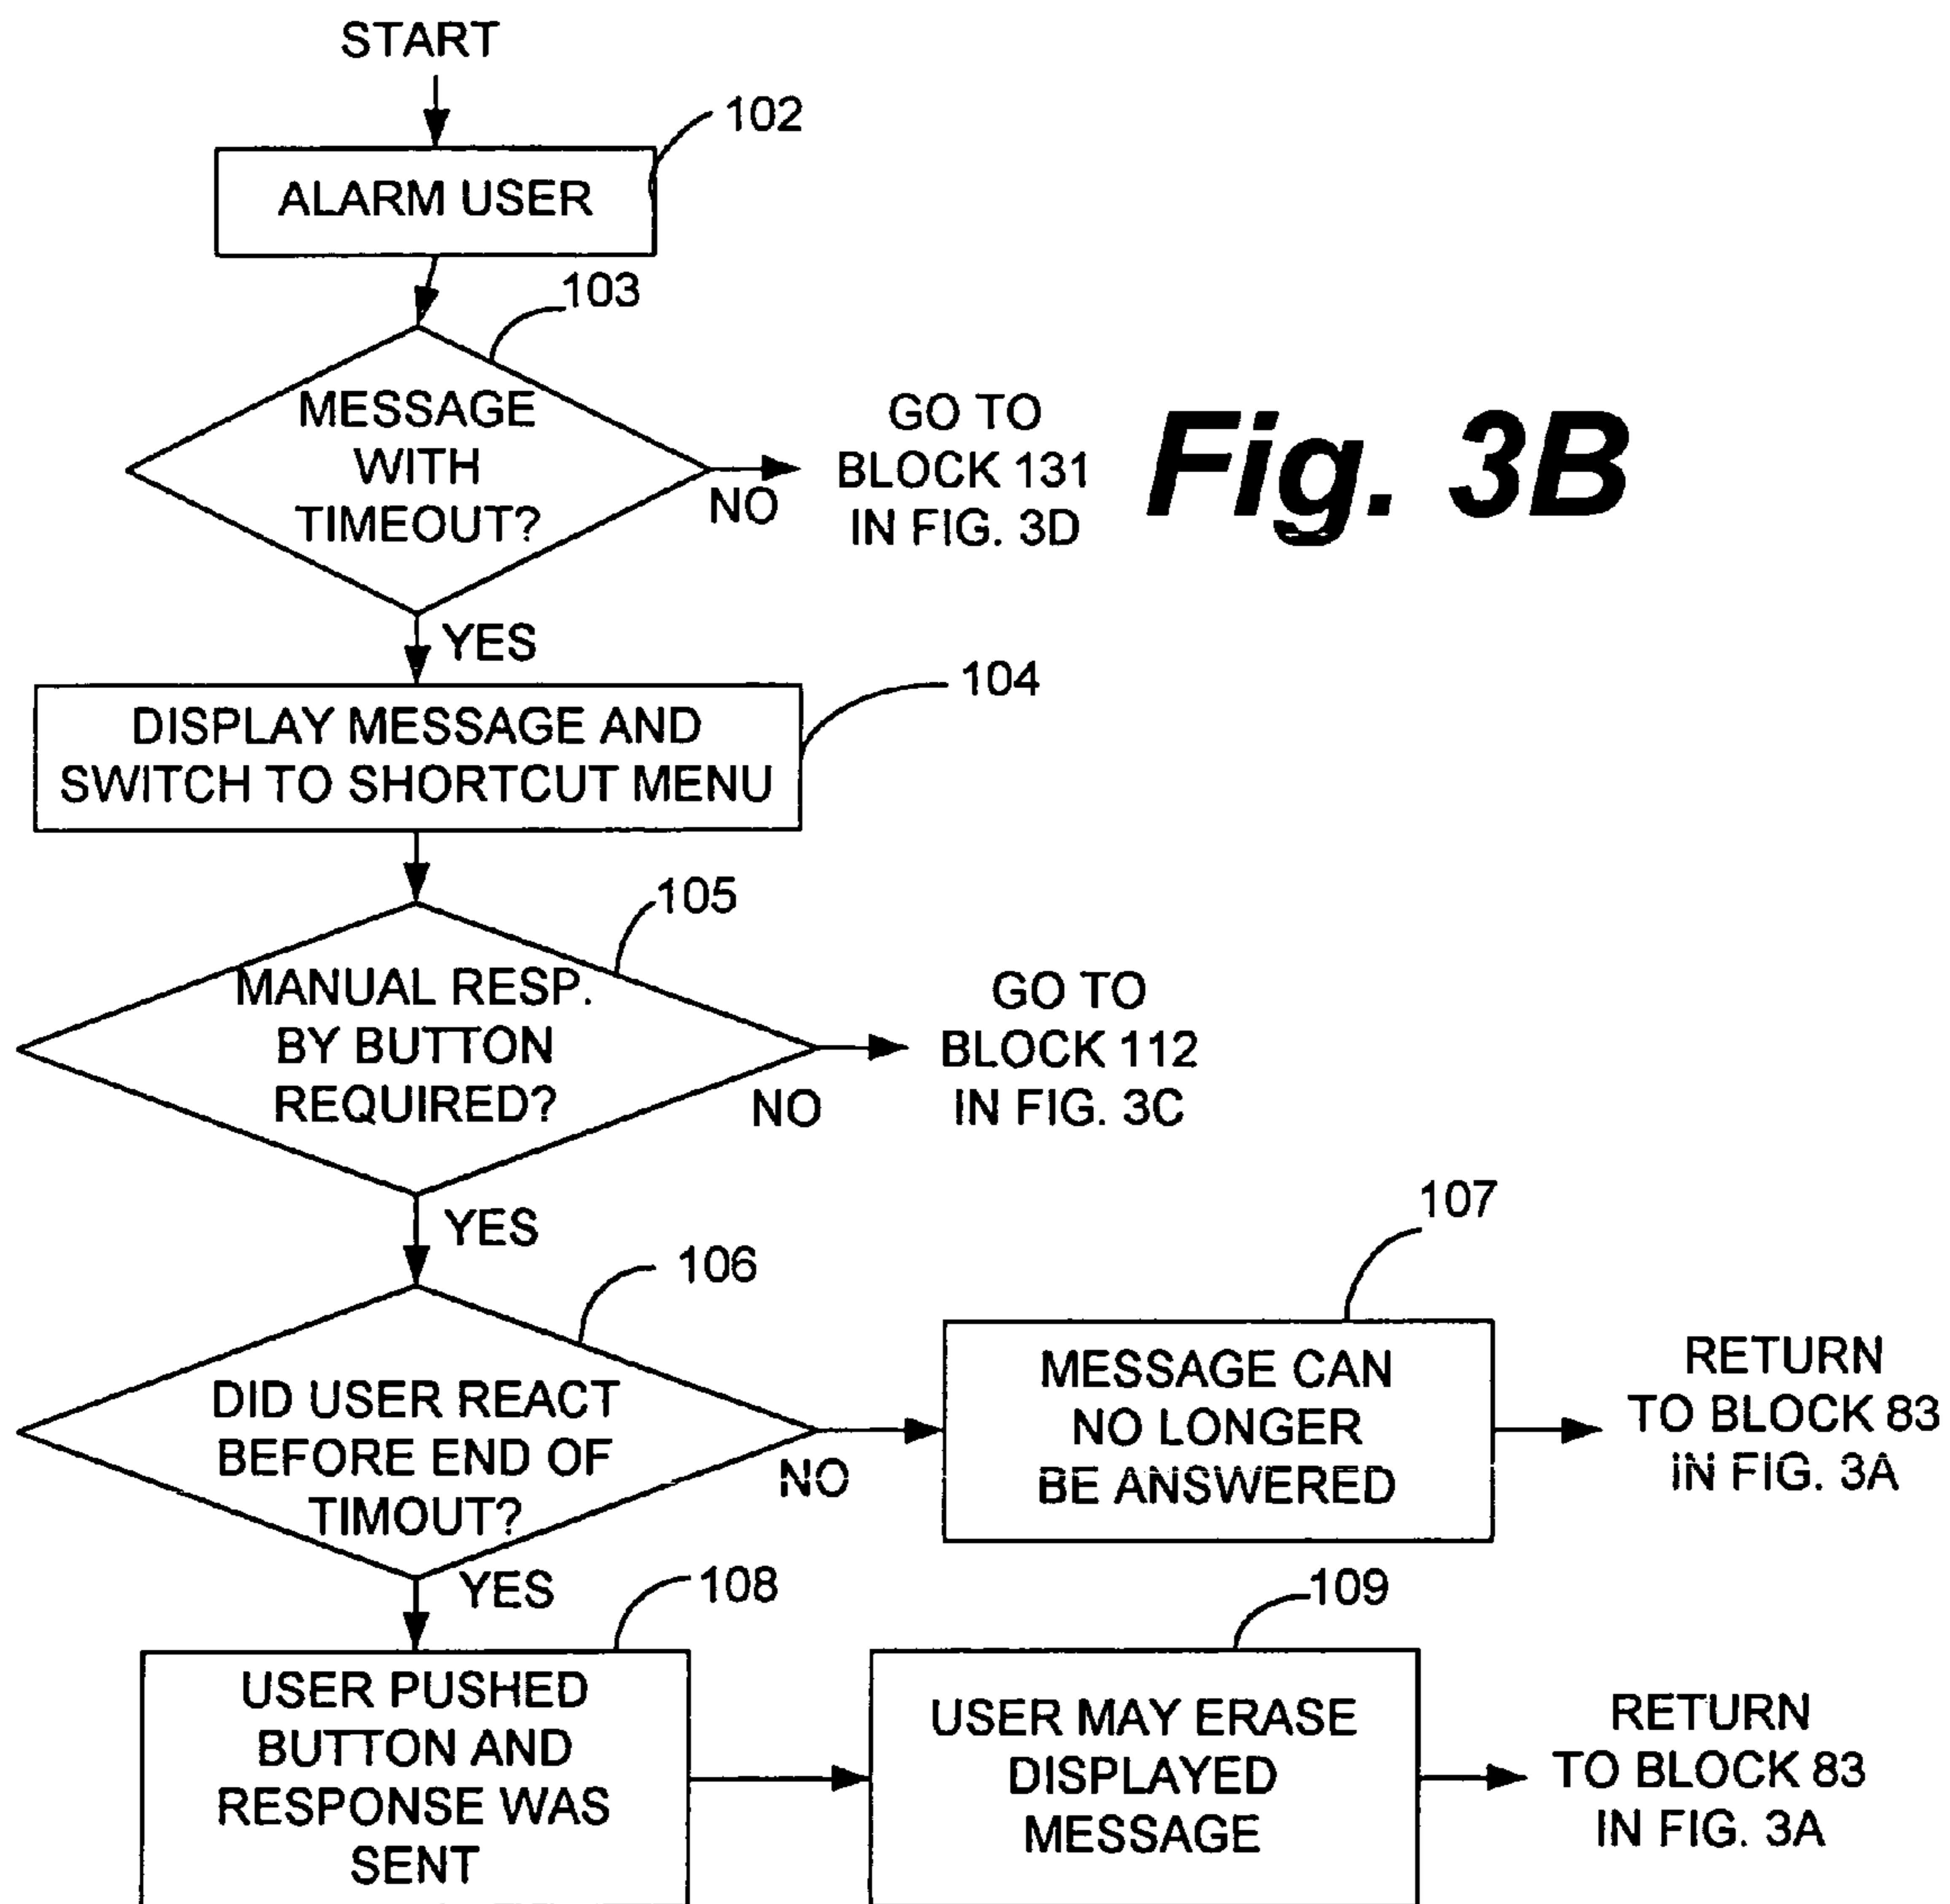 START
102
ALARM USER
103
MESSAGE
WITH
TIMEOUT?
NO
GO TO
BLOCK 131
IN FIG. 3D
Fig. 3B
YES
104
DISPLAY MESSAGE AND
SWITCH TO SHORTCUT MENU
105
MANUAL RESP.
BY BUTTON
REQUIRED?
NO
GO TO
BLOCK 112
IN FIG. 3C
YES
106
DID USER REACT
BEFORE END OF
TIMOUT?
NO
107
MESSAGE CAN
NO LONGER
BE ANSWERED
RETURN
TO BLOCK 83
IN FIG. 3A
YES
108
USER PUSHED
BUTTON AND
RESPONSE WAS
SENT
109
USER MAY ERASE
DISPLAYED
MESSAGE
RETURN
TO BLOCK 83
IN FIG. 3A